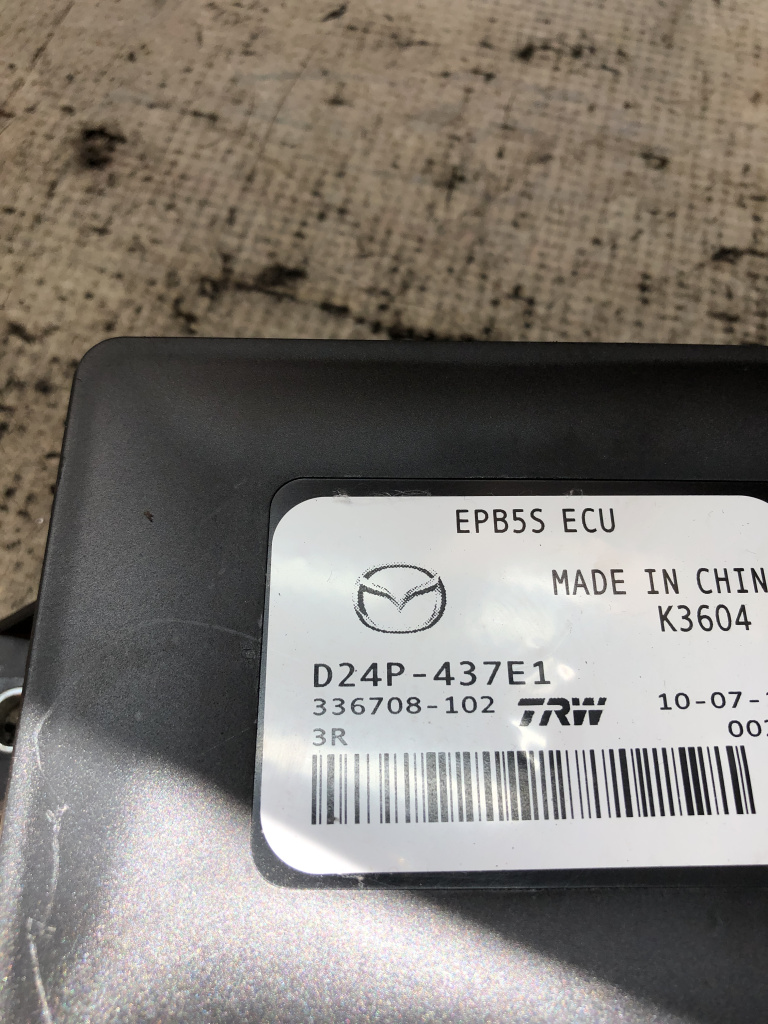 EPB5S ECU
MADE IN CHIN
K3604
D24P-437E1
336708-102 TRW 10-07-
3R 00